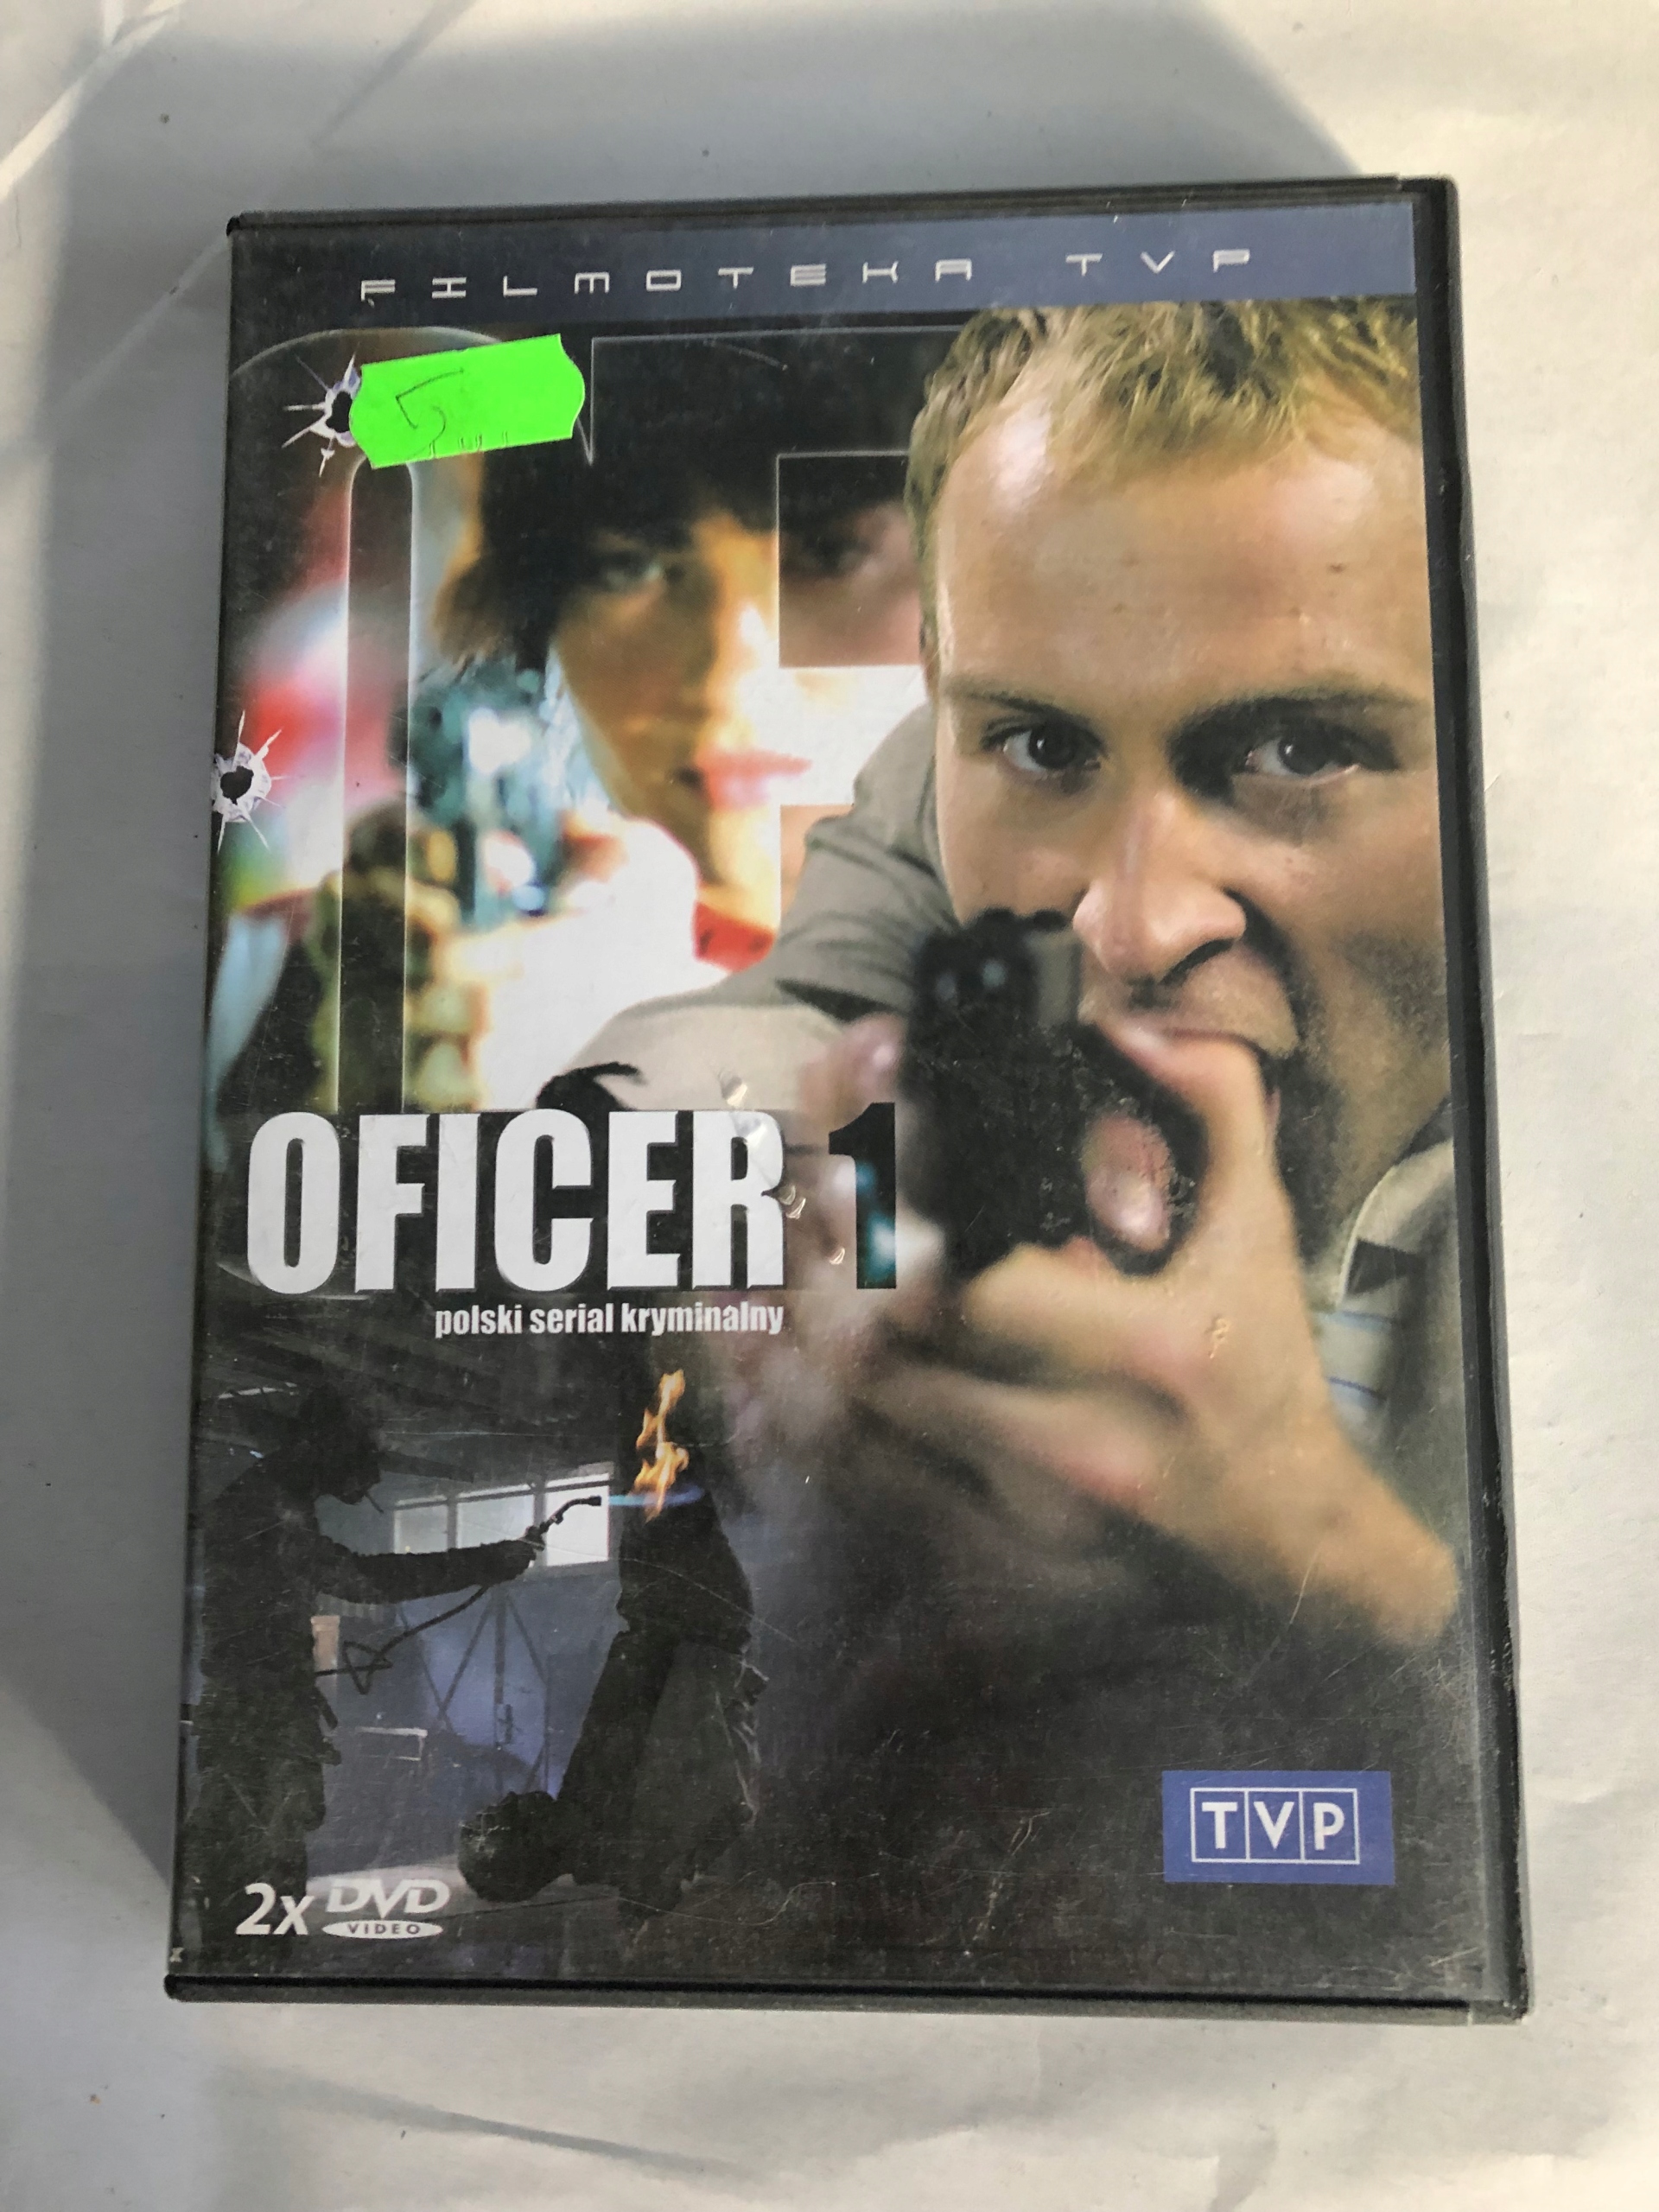 FILMOTEKA TVP
5
OFICER 1
polski serial kryminalny
TVP
2x DVD
VIDEO